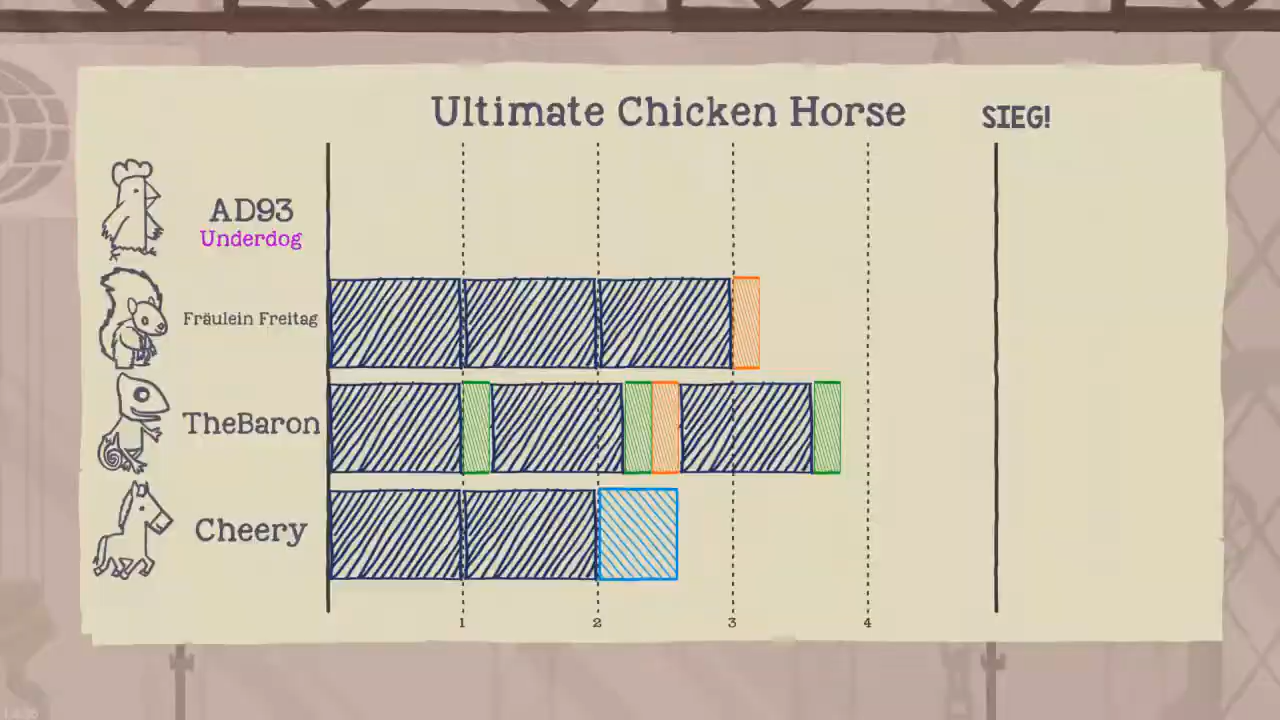 Ultimate Chicken Horse
SIEG!
AD93
Underdog
Fräulein Freitag
TheBaron
Cheery
1 2 3 4